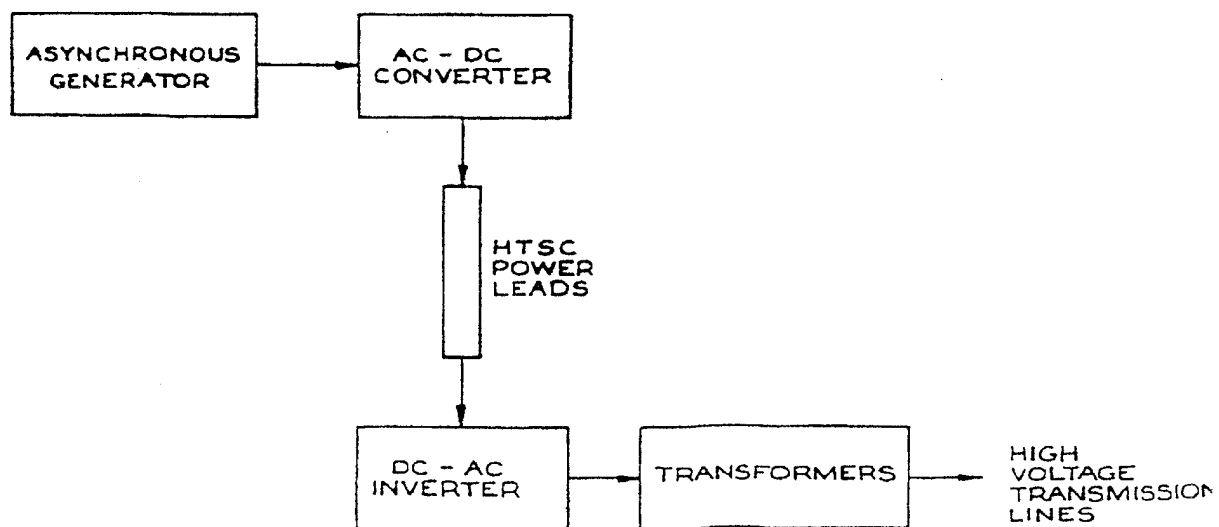 ASYNCHRONOUS
GENERATOR
AC - DC
CONVERTER
HTSC
POWER
LEADS
DC - AC
INVERTER
TRANSFORMERS
HIGH
VOLTAGE
TRANSMISSION
LINES